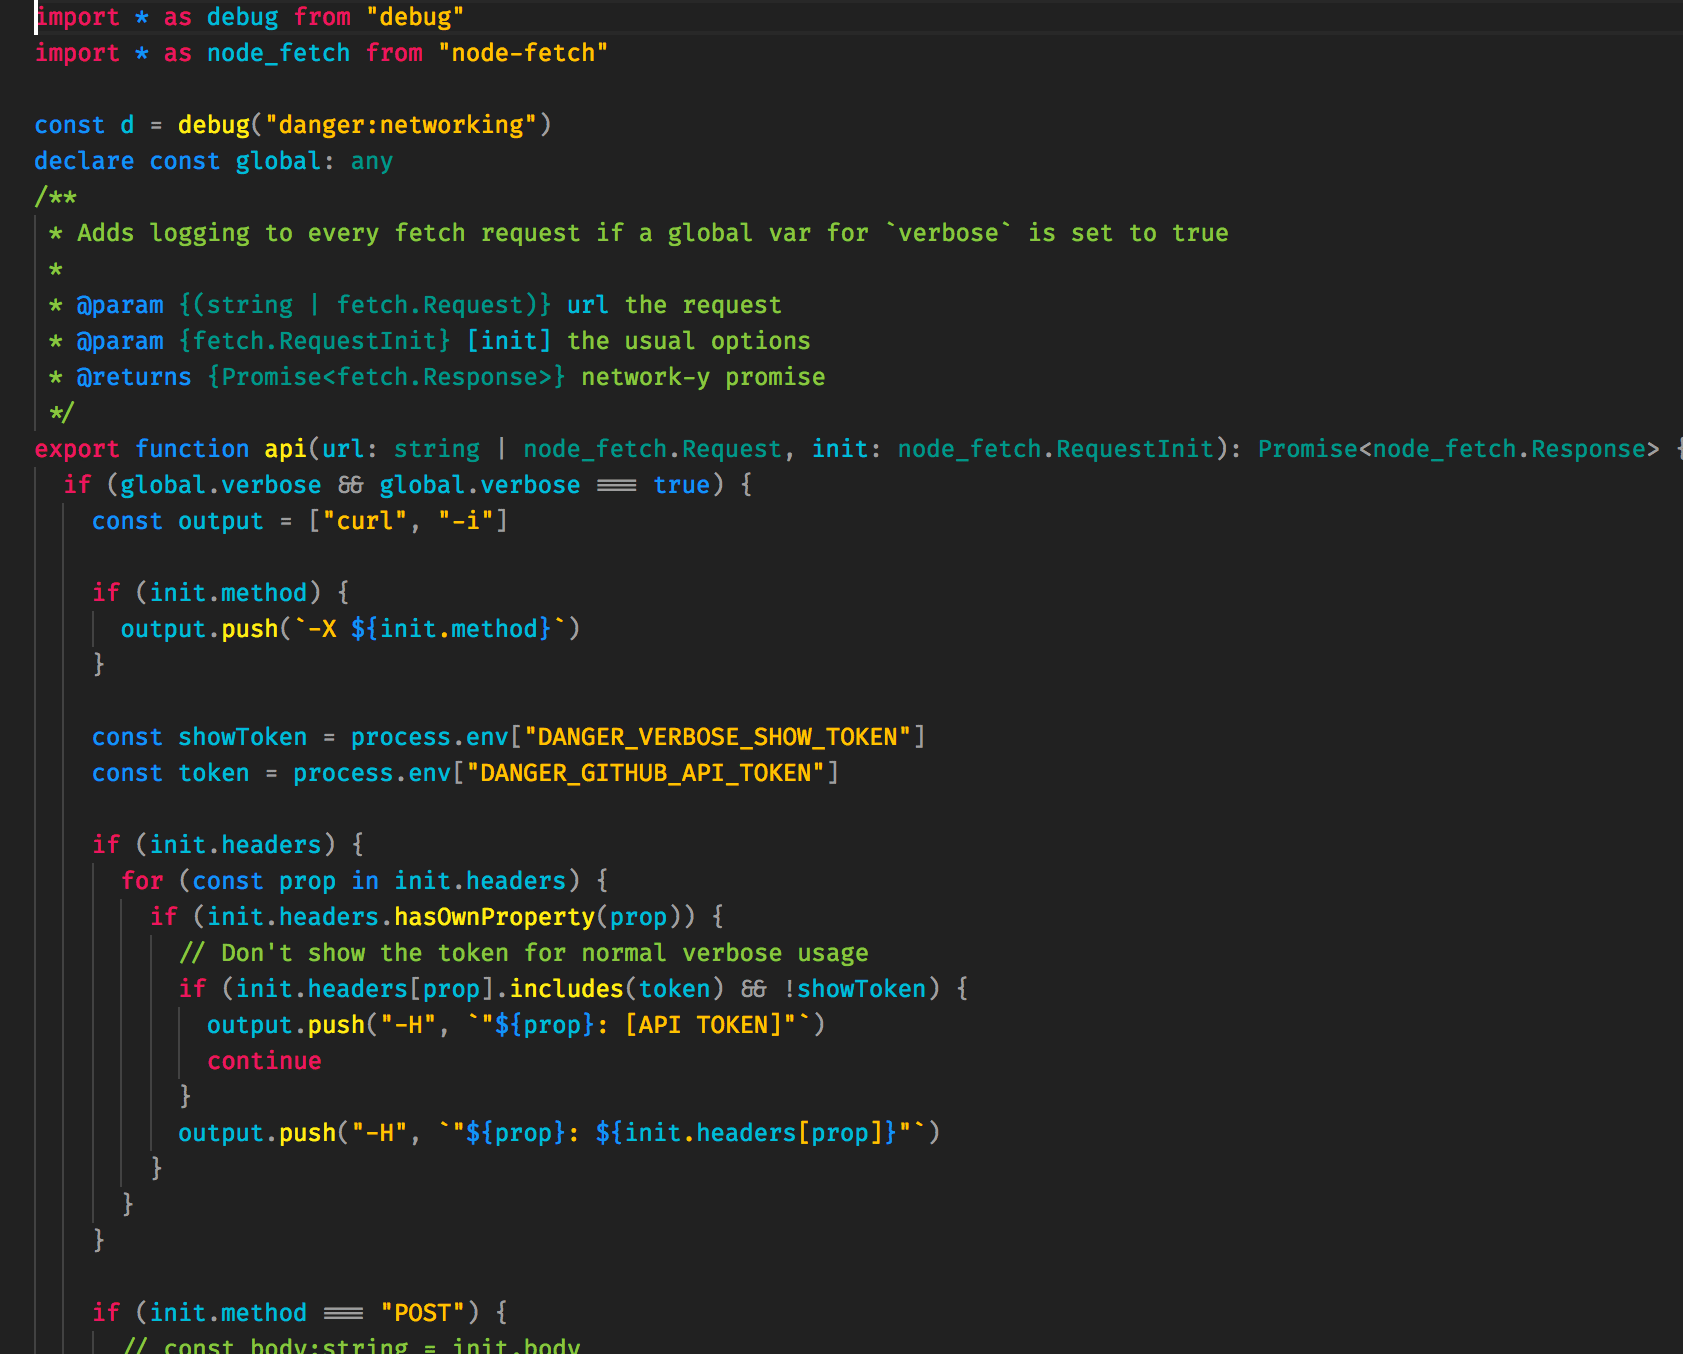 import * as debug from "debug"
import * as node_fetch from "node-fetch"

const d = debug("danger:networking")
declare const global: any
/**
 * Adds logging to every fetch request if a global var for `verbose` is set to true
 *
 * @param {(string | fetch.Request)} url the request
 * @param {fetch.RequestInit} [init] the usual options
 * @returns {Promise<fetch.Response>} network-y promise
 */
export function api(url: string | node_fetch.Request, init: node_fetch.RequestInit): Promise<node_fetch.Response> {
  if (global.verbose && global.verbose === true) {
    const output = ["curl", "-i"]

    if (init.method) {
      output.push(`-X ${init.method}`)
    }

    const showToken = process.env["DANGER_VERBOSE_SHOW_TOKEN"]
    const token = process.env["DANGER_GITHUB_API_TOKEN"]

    if (init.headers) {
      for (const prop in init.headers) {
        if (init.headers.hasOwnProperty(prop)) {
          // Don't show the token for normal verbose usage
          if (init.headers[prop].includes(token) && !showToken) {
            output.push("-H", `"${prop}: [API TOKEN]"`)
            continue
          }
          output.push("-H", `"${prop}: ${init.headers[prop]}"`)
        }
      }
    }

    if (init.method === "POST") {
      // const body:string = init.body